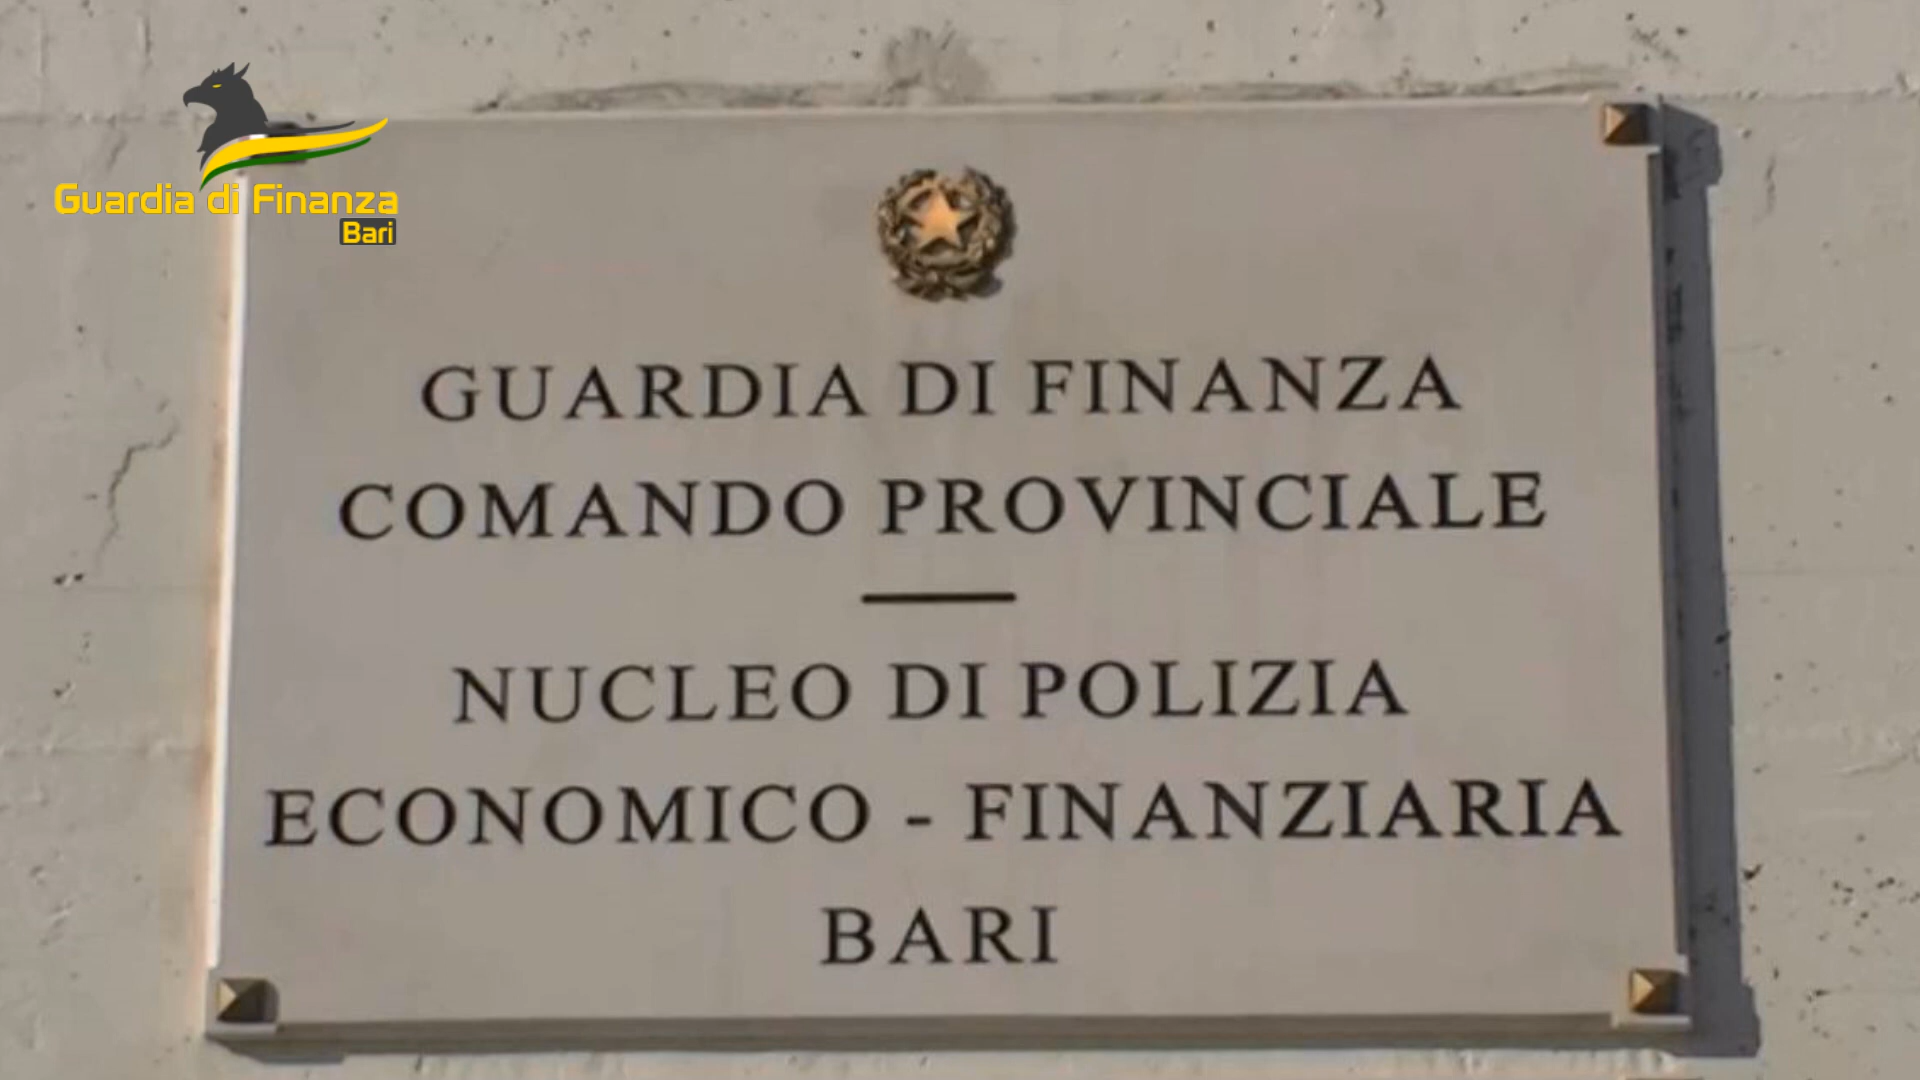 Guardia di Finanza
Bari
GUARDIA DI FINANZA
COMANDO PROVINCIALE
NUCLEO DI POLIZIA
ECONOMICO - FINANZIARIA
BARI